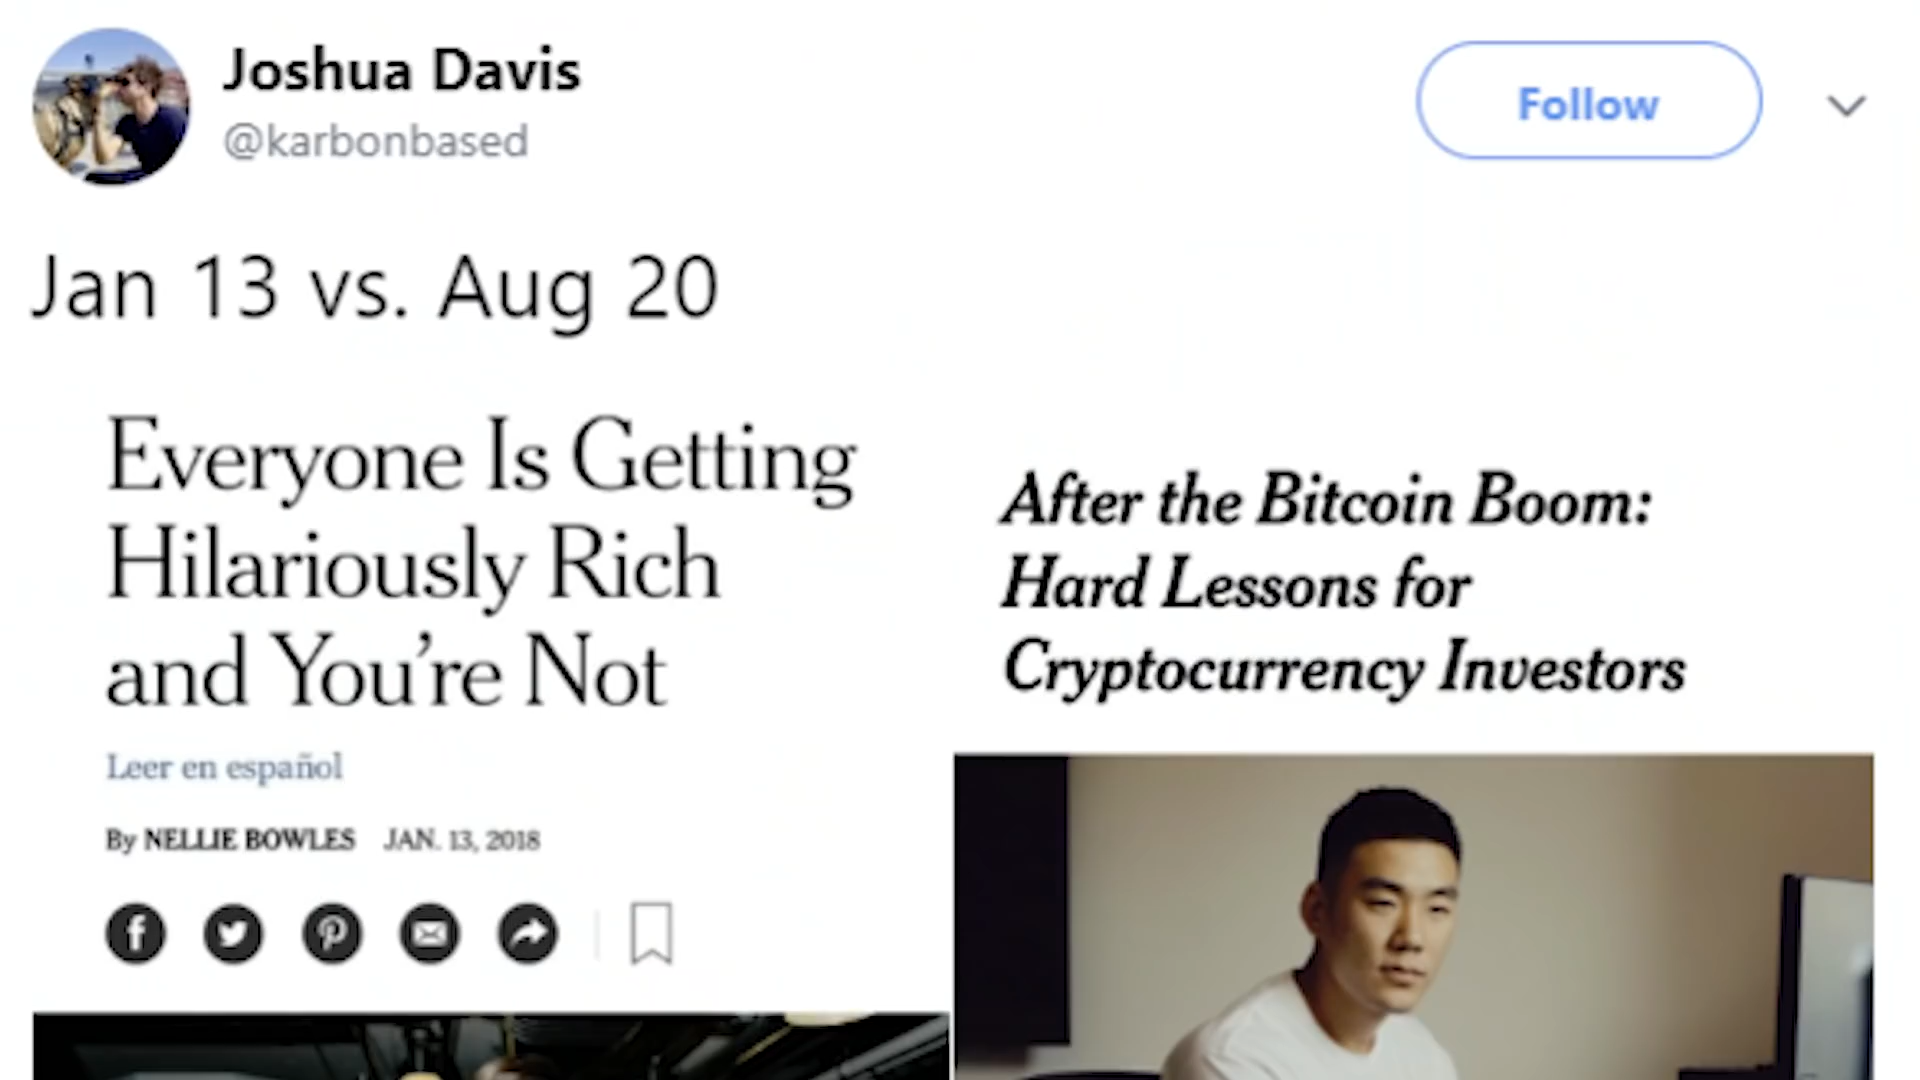 Joshua Davis
@karbonbased
Follow
Jan 13 vs. Aug 20
Everyone Is Getting
Hilariously Rich
and You're Not
Leer en español
By NELLIE BOWLES JAN. 13, 2018
After the Bitcoin Boom:
Hard Lessons for
Cryptocurrency Investors